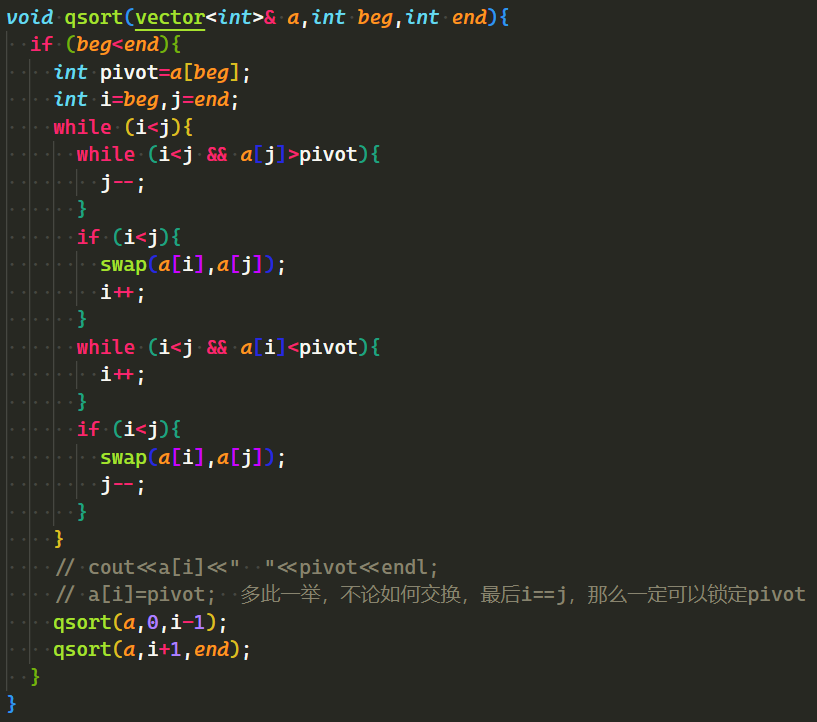 void qsort(vector<int>& a,int beg,int end){
if (beg<end){
int pivot=a[beg];
int i=beg,j=end;
while (i<j){
while (i<j && a[j]>pivot){
j--;
}
if (i<j){
swap(a[i],a[j]);
i++;
}
while (i<j && a[i]<pivot){
i++;
}
if (i<j){
swap(a[i],a[j]);
j--;
}
}
// cout<<a[i]<<"  "<<pivot<<endl;
// a[i]=pivot;  多此一举，不论如何交换，最后i==j，那么一定可以锁定pivot
qsort(a,0,i-1);
qsort(a,i+1,end);
}
}